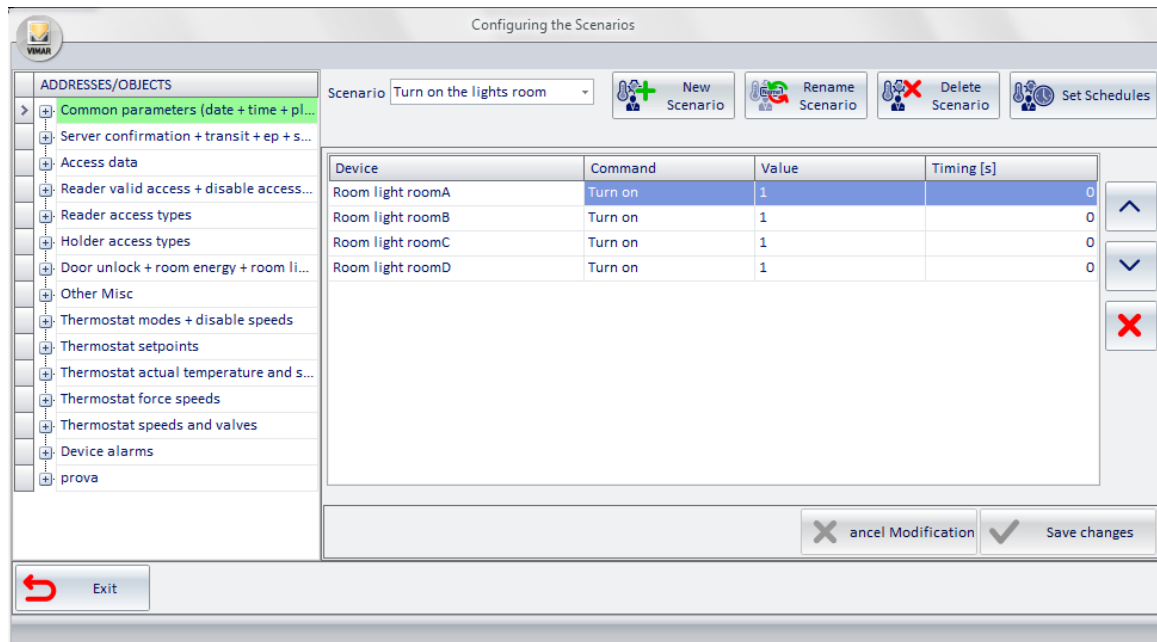 Configuring the Scenarios
VIMAR
ADDRESSES/OBJECTS
Common parameters (date + time + pl...
Server confirmation + transit + ep + s...
Access data
Reader valid access + disable access...
Reader access types
Holder access types
Door unlock + room energy + room li...
Other Misc
Thermostat modes + disable speeds
Thermostat setpoints
Thermostat actual temperature and s...
Thermostat force speeds
Thermostat speeds and valves
Device alarms
prova
Scenario Turn on the lights room
New Scenario
Rename Scenario
Delete Scenario
Set Schedules
Device Command Value Timing [s]
Room light roomA Turn on 1 0
Room light roomB Turn on 1 0
Room light roomC Turn on 1 0
Room light roomD Turn on 1 0
ancel Modification Save changes
Exit